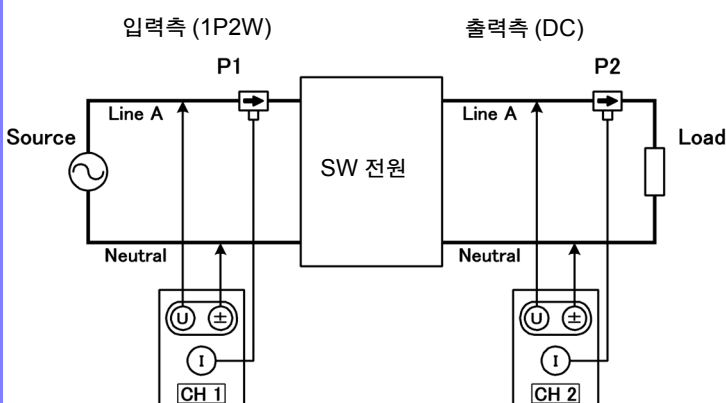 입력측 (1P2W)
출력측 (DC)
P1
P2
Line A
Line A
Source
Load
SW 전원
Neutral
Neutral
U ±
U ±
I
I
CH 1
CH 2